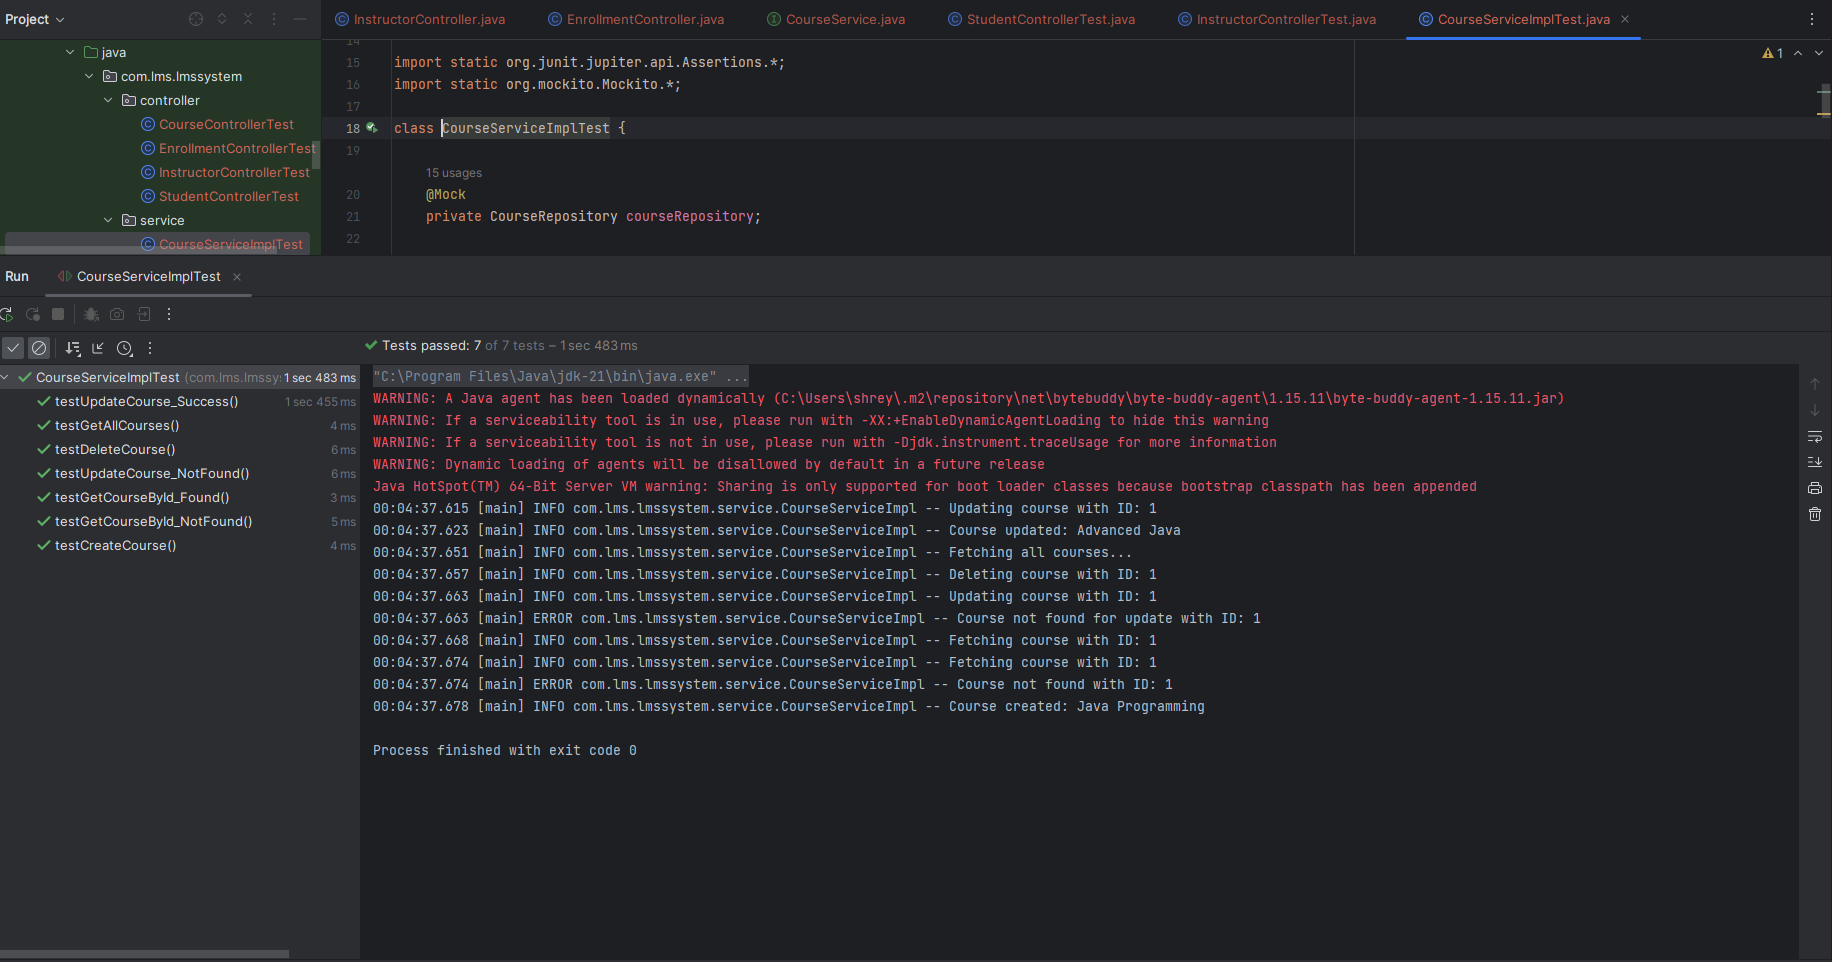 Project
InstructorController.java
EnrollmentController.java
CourseService.java
StudentControllerTest.java
InstructorControllerTest.java
CourseServiceImplTest.java
java
com.lms.lmssystem
controller
CourseControllerTest
EnrollmentControllerTest
InstructorControllerTest
StudentControllerTest
service
CourseServiceImplTest
14
15 import static org.junit.jupiter.api.Assertions.*;
16 import static org.mockito.Mockito.*;
17
18 class CourseServiceImplTest {
19
15 usages
20 @Mock
21 private CourseRepository courseRepository;
22
1
Run
CourseServiceImplTest
Tests passed: 7 of 7 tests – 1 sec 483 ms
CourseServiceImplTest (com.lms.lmssy: 1 sec 483 ms
testUpdateCourse_Success() 1 sec 455 ms
testGetAllCourses() 4 ms
testDeleteCourse() 6 ms
testUpdateCourse_NotFound() 6 ms
testGetCourseById_Found() 3 ms
testGetCourseById_NotFound() 5 ms
testCreateCourse() 4 ms
"C:\Program Files\Java\jdk-21\bin\java.exe" ...
WARNING: A Java agent has been loaded dynamically (C:\Users\shrey\.m2\repository\net\bytebuddy\byte-buddy-agent\1.15.11\byte-buddy-agent-1.15.11.jar)
WARNING: If a serviceability tool is in use, please run with -XX:+EnableDynamicAgentLoading to hide this warning
WARNING: If a serviceability tool is not in use, please run with -Djdk.instrument.traceUsage for more information
WARNING: Dynamic loading of agents will be disallowed by default in a future release
Java HotSpot(TM) 64-Bit Server VM warning: Sharing is only supported for boot loader classes because bootstrap classpath has been appended
00:04:37.615 [main] INFO com.lms.lmssystem.service.CourseServiceImpl -- Updating course with ID: 1
00:04:37.623 [main] INFO com.lms.lmssystem.service.CourseServiceImpl -- Course updated: Advanced Java
00:04:37.651 [main] INFO com.lms.lmssystem.service.CourseServiceImpl -- Fetching all courses...
00:04:37.657 [main] INFO com.lms.lmssystem.service.CourseServiceImpl -- Deleting course with ID: 1
00:04:37.663 [main] INFO com.lms.lmssystem.service.CourseServiceImpl -- Updating course with ID: 1
00:04:37.663 [main] ERROR com.lms.lmssystem.service.CourseServiceImpl -- Course not found for update with ID: 1
00:04:37.668 [main] INFO com.lms.lmssystem.service.CourseServiceImpl -- Fetching course with ID: 1
00:04:37.674 [main] INFO com.lms.lmssystem.service.CourseServiceImpl -- Fetching course with ID: 1
00:04:37.674 [main] ERROR com.lms.lmssystem.service.CourseServiceImpl -- Course not found with ID: 1
00:04:37.678 [main] INFO com.lms.lmssystem.service.CourseServiceImpl -- Course created: Java Programming
Process finished with exit code 0